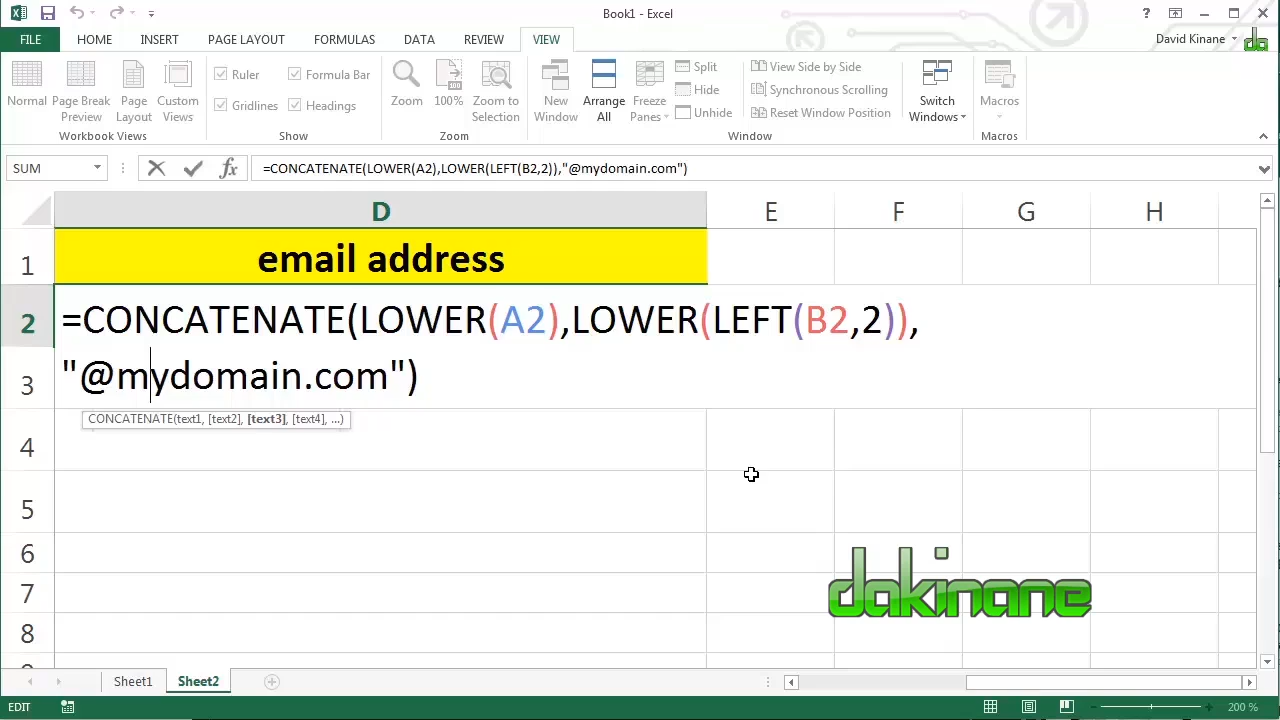 Book1 - Excel
?
FILE HOME INSERT PAGE LAYOUT FORMULAS DATA REVIEW VIEW David Kinane
Normal Page Break Preview Page Layout Custom Views
Workbook Views
Ruler Formula Bar
Gridlines Headings
Show
Zoom 100% Zoom to Selection
Zoom
New Window Arrange All Freeze Panes
Split
Hide
Unhide
View Side by Side
Synchronous Scrolling
Reset Window Position
Switch Windows
Window
Macros
Macros
SUM fx =CONCATENATE(LOWER(A2),LOWER(LEFT(B2,2)),"@mydomain.com")
D E F G H
1 email address
2 =CONCATENATE(LOWER(A2),LOWER(LEFT(B2,2)),
3 "@mydomain.com")
CONCATENATE(text1, [text2], [text3], [text4], ...)
4
5
6
dakinane
7
8
Sheet1 Sheet2
EDIT 200 %